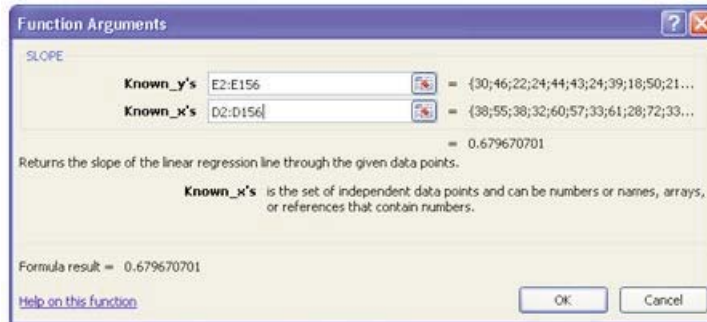 Function Arguments
SLOPE
Known_y's E2:E156 = {30;46;22;24;44;43;24;39;18;50;21...
Known_x's D2:D156 = {38;55;38;32;60;57;33;61;28;72;33...
= 0.679670701
Returns the slope of the linear regression line through the given data points.
Known_x's is the set of independent data points and can be numbers or names, arrays,
or references that contain numbers.
Formula result = 0.679670701
Help on this function OK Cancel